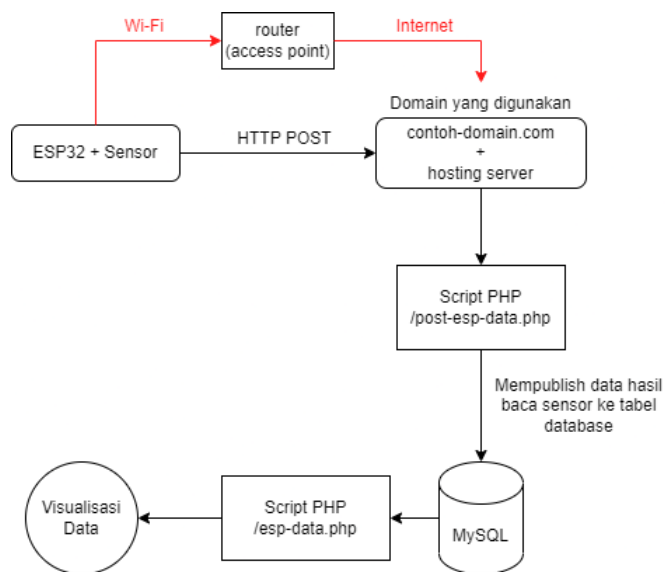 Wi-Fi
router
(access point)
Internet
Domain yang digunakan
ESP32 + Sensor
HTTP POST
contoh-domain.com
+
hosting server
Script PHP
/post-esp-data.php
Mempublish data hasil
baca sensor ke tabel
database
Visualisasi
Data
Script PHP
/esp-data.php
MySQL